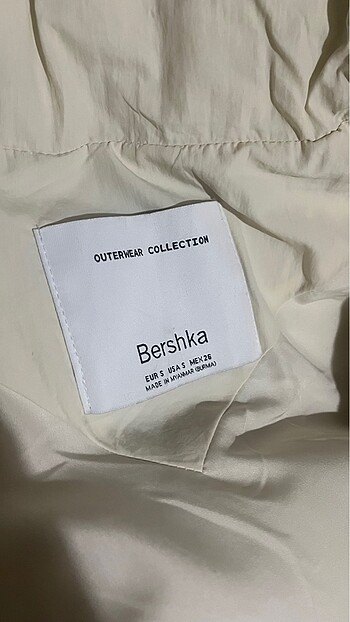 OUTERWEAR COLLECTION
Bershka
EUR S USA S MEX 26
MADE IN MYANMAR (BURMA)